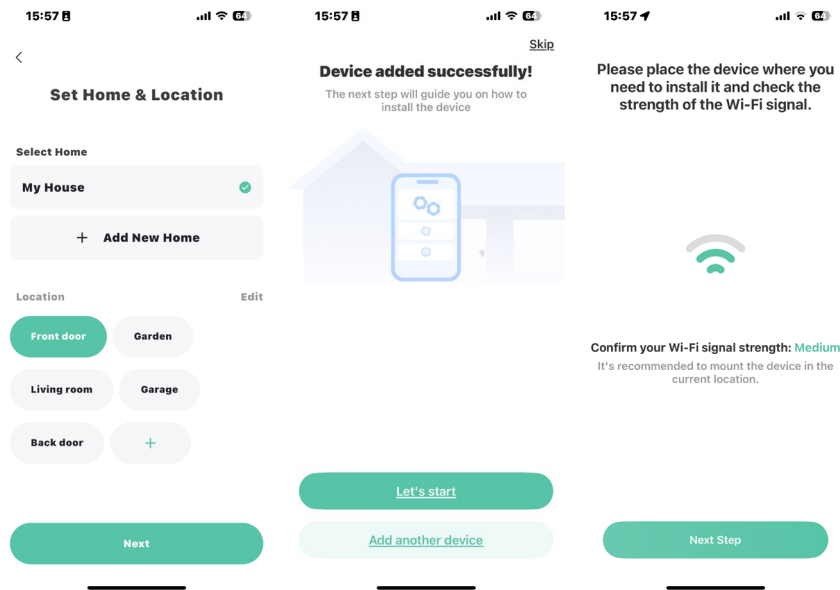 15:57
64
Set Home & Location
Select Home
My House
+ Add New Home
Location
Edit
Front door
Garden
Living room
Garage
Back door
+
Next
15:57
64
Skip
Device added successfully!
The next step will guide you on how to
install the device
Let's start
Add another device
15:57
64
Please place the device where you
need to install it and check the
strength of the Wi-Fi signal.
Confirm your Wi-Fi signal strength: Medium
It's recommended to mount the device in the
current location.
Next Step